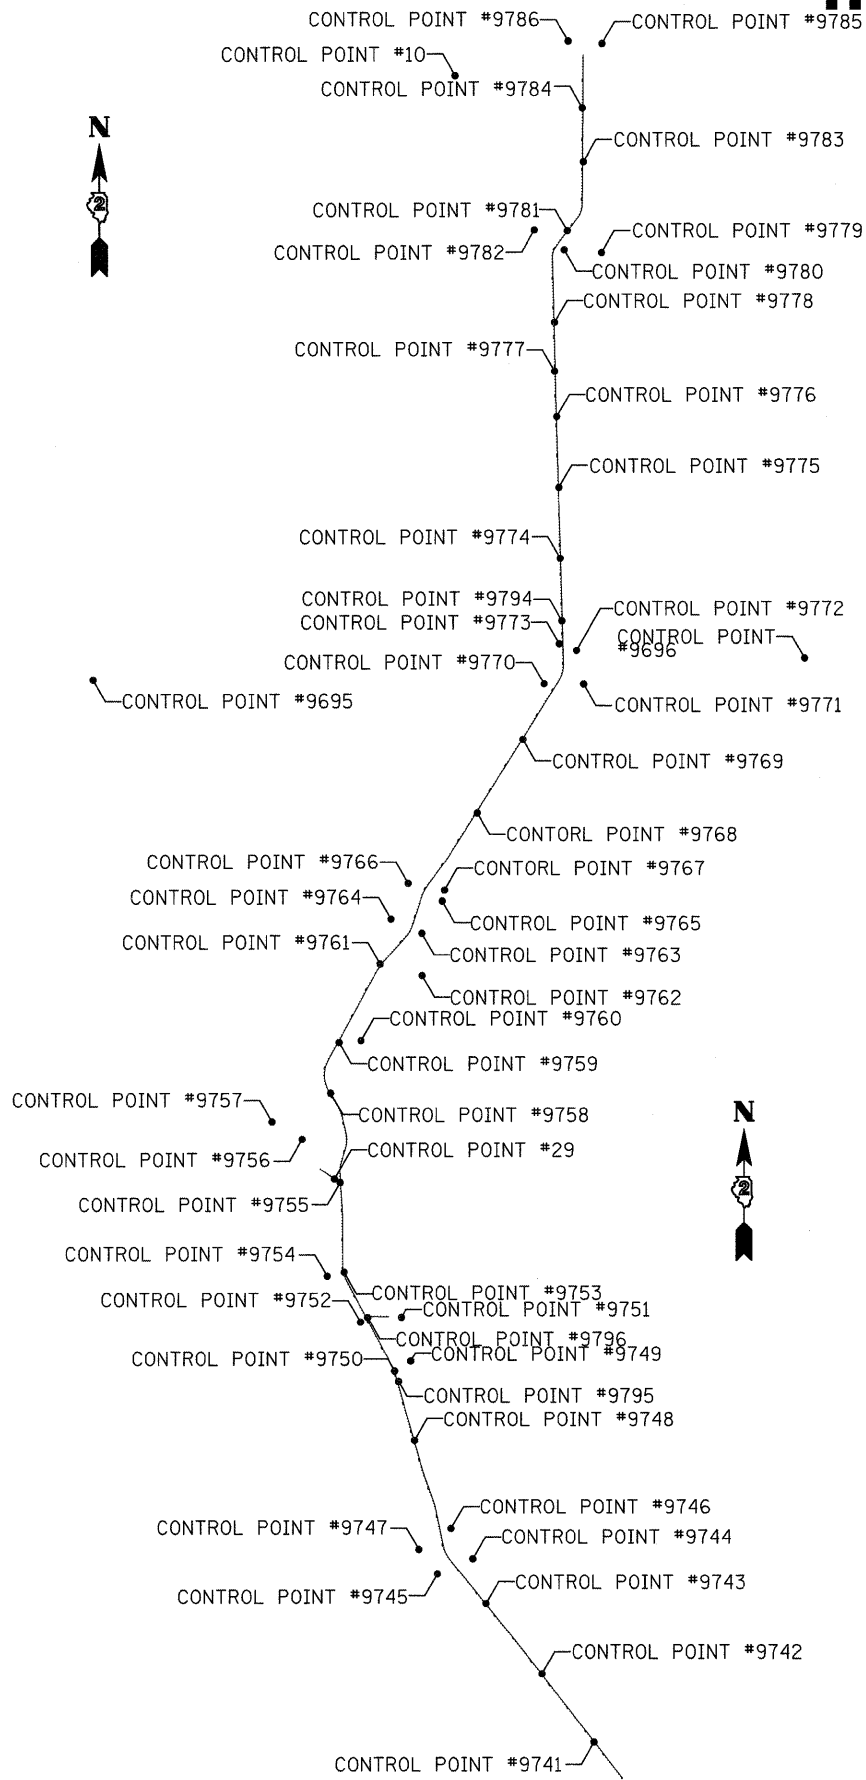 CONTROL POINT #9786
CONTROL POINT #9785
CONTROL POINT #10
CONTROL POINT #9784
N
CONTROL POINT #9783
2
CONTROL POINT #9781
CONTROL POINT #9779
CONTROL POINT #9782
CONTROL POINT #9780
CONTROL POINT #9778
CONTROL POINT #9777
CONTROL POINT #9776
CONTROL POINT #9775
CONTROL POINT #9774
CONTROL POINT #9794
CONTROL POINT #9772
CONTROL POINT #9773
CONTROL POINT
#9696
CONTROL POINT #9770
CONTROL POINT #9695
CONTROL POINT #9771
CONTROL POINT #9769
CONTORL POINT #9768
CONTROL POINT #9766
CONTORL POINT #9767
CONTROL POINT #9764
CONTROL POINT #9765
CONTROL POINT #9761
CONTROL POINT #9763
CONTROL POINT #9762
CONTROL POINT #9760
CONTROL POINT #9759
CONTROL POINT #9757
CONTROL POINT #9758
N
CONTROL POINT #29
CONTROL POINT #9756
2
CONTROL POINT #9755
CONTROL POINT #9754
CONTROL POINT #9753
CONTROL POINT #9752
CONTROL POINT #9751
CONTROL POINT #9796
CONTROL POINT #9749
CONTROL POINT #9750
CONTROL POINT #9795
CONTROL POINT #9748
CONTROL POINT #9746
CONTROL POINT #9747
CONTROL POINT #9744
CONTROL POINT #9743
CONTROL POINT #9745
CONTROL POINT #9742
CONTROL POINT #9741